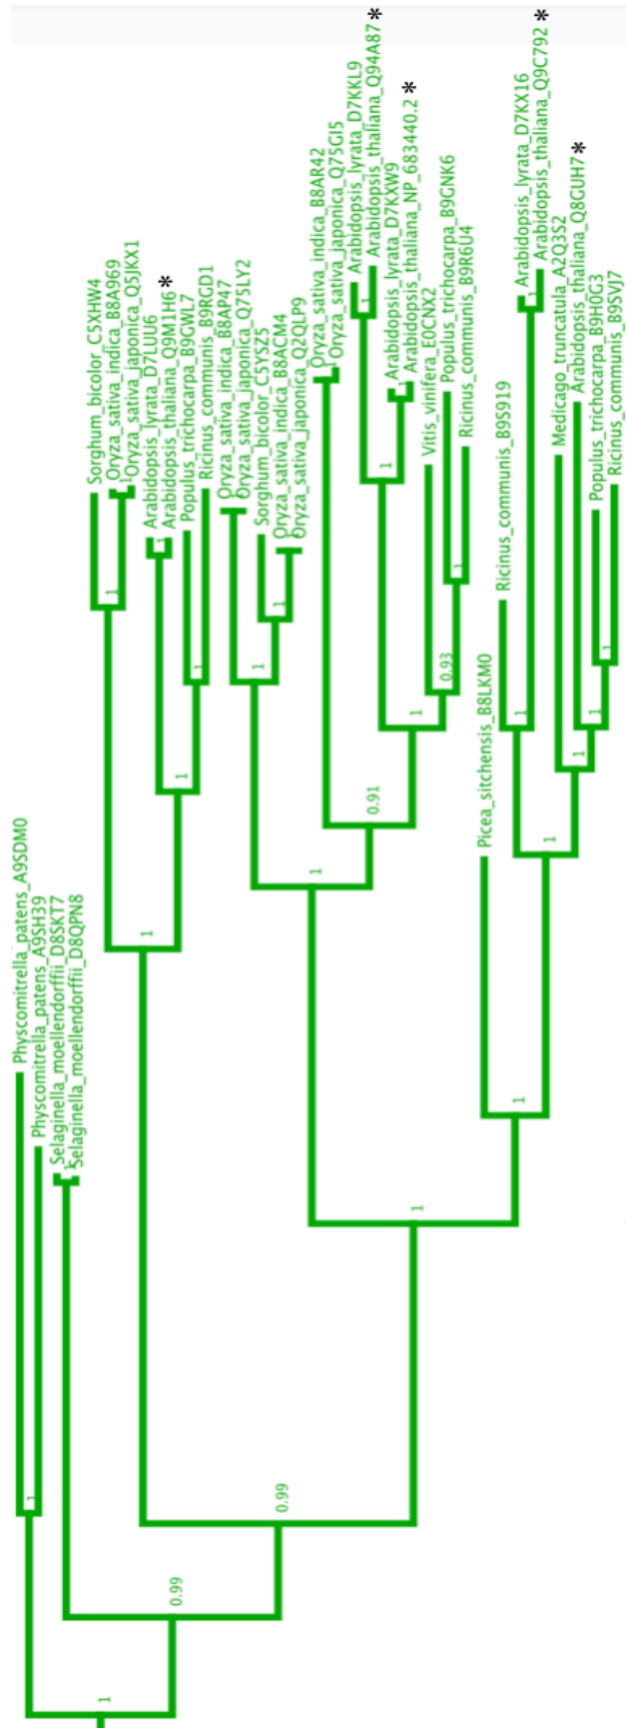 Physcomitrella_patens_A9SDM0
Physcomitrella_patens_A9SH39
Selaginella_moellendorffii_D8SKT7
Selaginella_moellendorffii_D8QPN8
Sorghum_bicolor_C5XHW4
Oryza_sativa_indica_B8A969
Oryza_sativa_japonica_Q5JKX1
Arabidopsis_lyrata_D7LUU6
Arabidopsis_thaliana_Q9M1H6 *
Populus_trichocarpa_B9GWL7
Ricinus_communis_B9RGD1
Oryza_sativa_indica_B8AP47
Oryza_sativa_japonica_Q75LY2
Sorghum_bicolor_C5YSZ5
Oryza_sativa_indica_B8ACM4
Oryza_sativa_japonica_Q2QLP9
Oryza_sativa_indica_B8AR42
Oryza_sativa_japonica_Q75GI5
Arabidopsis_lyrata_D7KKL9
Arabidopsis_thaliana_Q94A87 *
Arabidopsis_lyrata_D7KXW9
Arabidopsis_thaliana_NP_683440.2 *
Vitis_vinifera_E0CNX2
Populus_trichocarpa_B9GNK6
Ricinus_communis_B9R6U4
Picea_sitchensis_B8LKM0
Ricinus_communis_B9S919
Arabidopsis_lyrata_D7KX16
Arabidopsis_thaliana_Q9C792 *
Medicago_truncatula_A2Q3S2
Arabidopsis_thaliana_Q8GUH7 *
Populus_trichocarpa_B9H0G3
Ricinus_communis_B9SVJ7
1
1
1
0.99
0.99
1
1
1
1
1
1
1
1
1
1
0.91
1
1
1
1
1
0.93
1
1
1
1
1
1
1
1
1